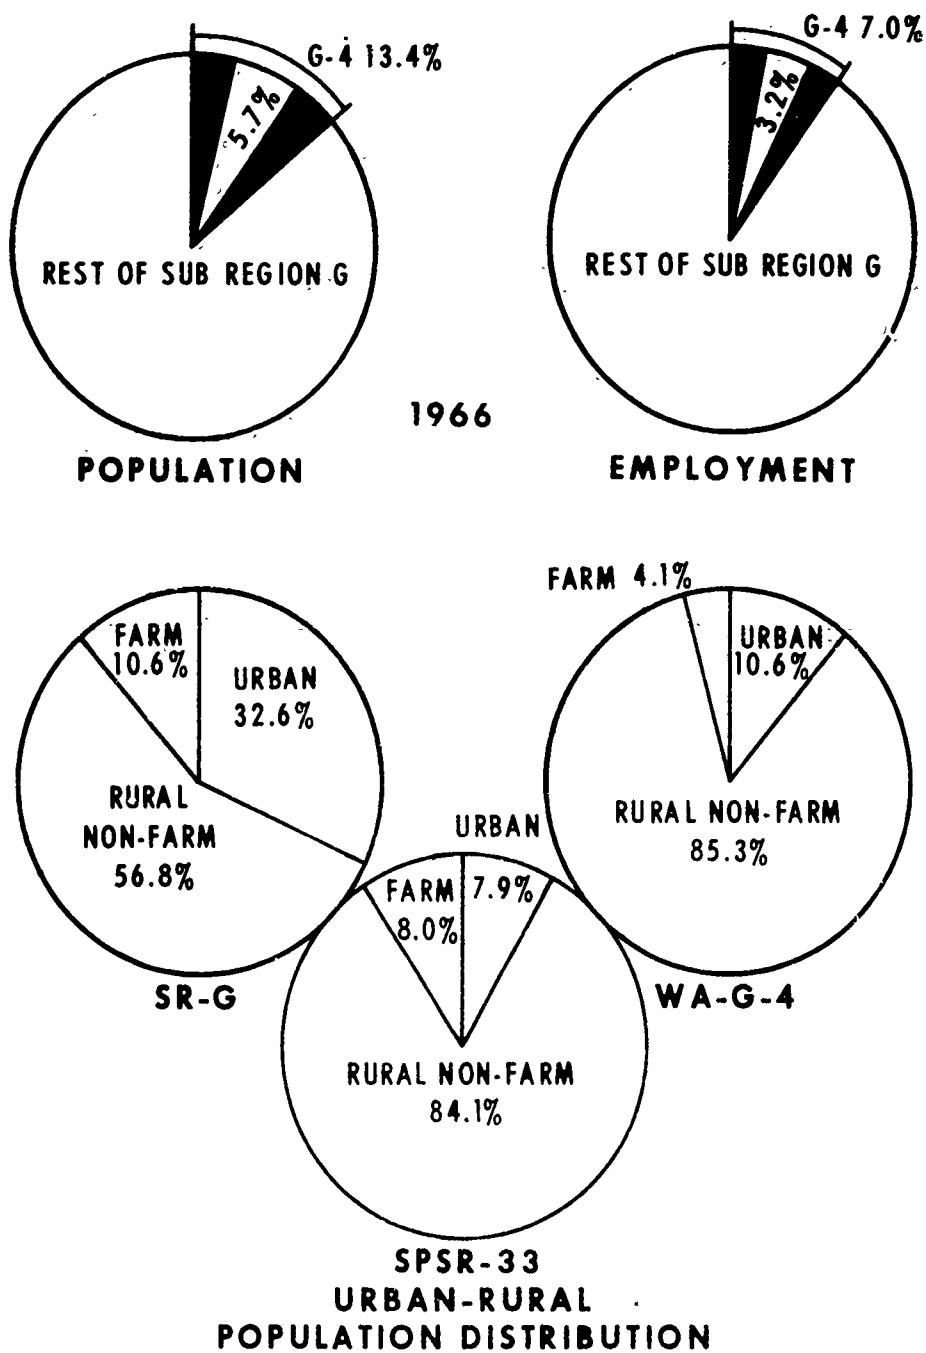 G-4 13.4%
5.7%
REST OF SUB REGION G
G-4 7.0%
3.2%
REST OF SUB REGION G
1966
POPULATION
EMPLOYMENT
FARM
10.6%
URBAN
32.6%
RURAL
NON-FARM
56.8%
SR-G
FARM 4.1%
URBAN
10.6%
RURAL NON-FARM
85.3%
WA-G-4
URBAN
7.9%
FARM
8.0%
RURAL NON-FARM
84.1%
SPSR-33
URBAN-RURAL
POPULATION DISTRIBUTION